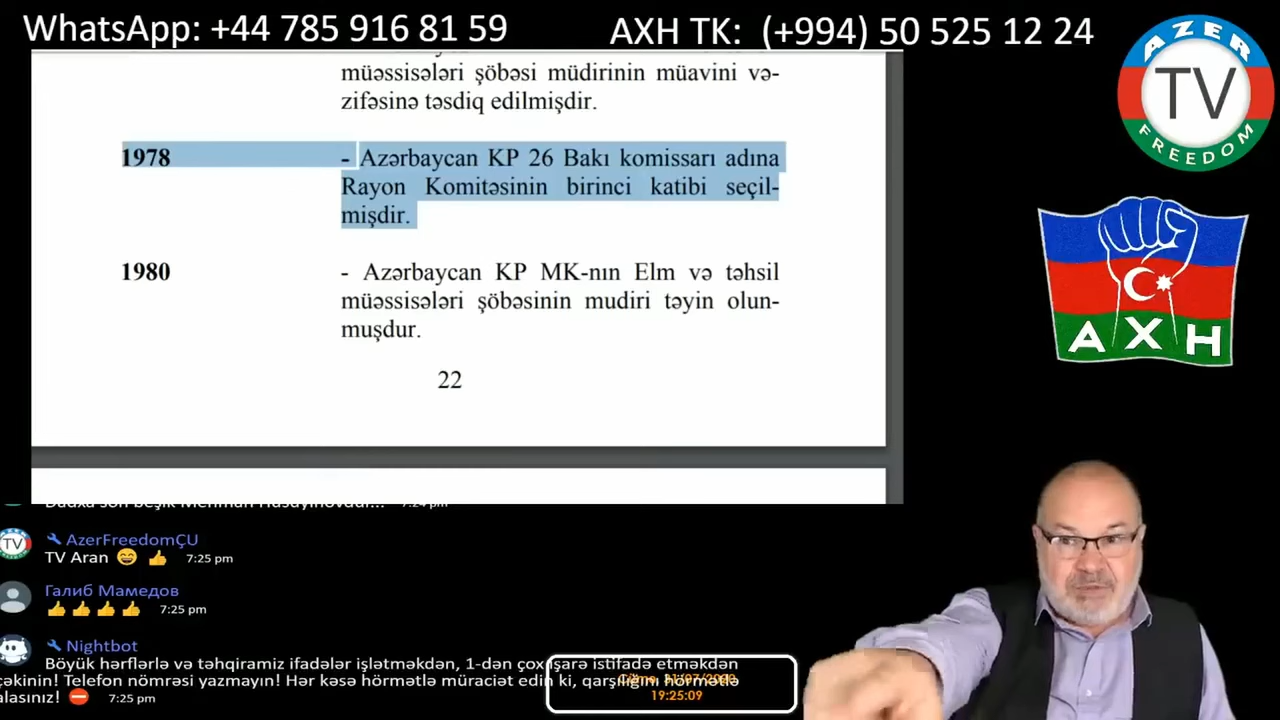 WhatsApp: +44 785 916 81 59
AXH TK: (+994) 50 525 12 24
AZER
TV
FREEDOM
müəssisələri şöbəsi müdirinin müavini və-
zifəsinə təsdiq edilmişdir.
1978 - Azərbaycan KP 26 Bakı komissarı adına
Rayon Komitəsinin birinci katibi seçil-
mişdir.
1980 - Azərbaycan KP MK-nın Elm və təhsil
müəssisələri şöbəsinin mudiri təyin olun-
muşdur.
22
AXH
7:24 pm
TV
AzerFreedomÇU
TV Aran 😄 👍 7:25 pm
Галиб Мамедов
👍 👍 👍 👍 7:25 pm
Nightbot
Böyük hərflərlə və təhqiramiz ifadələr işlətməkdən, 1-dən çox işarə istifadə etməkdən
çəkinin! Telefon nömrəsi yazmayın! Hər kəsə hörmətlə müraciət edin ki, qarşılığını hörmətlə
alasınız! ⛔ 7:25 pm
19:25:09